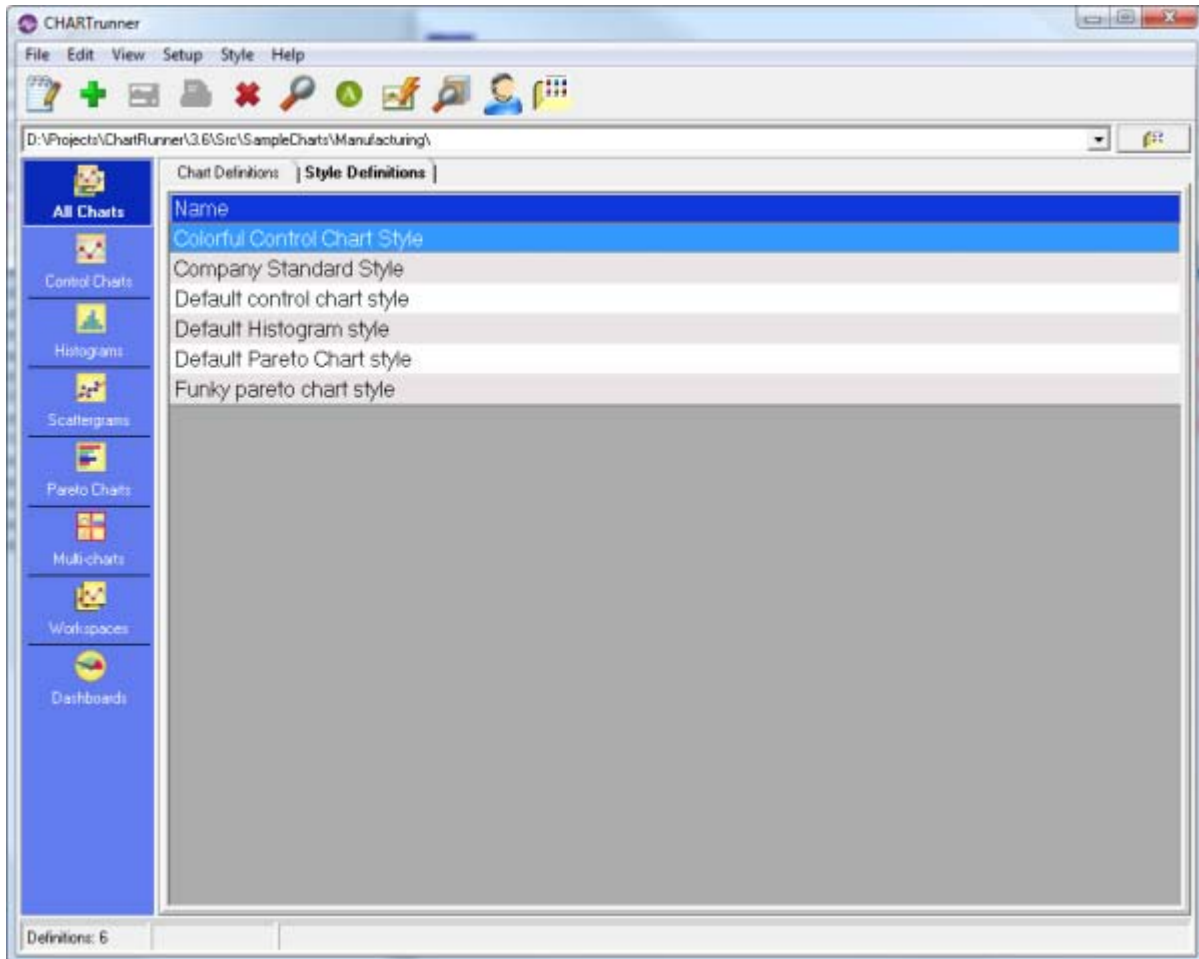 CHARTrunner
File Edit View Setup Style Help
D:\Projects\ChartRunner\3.6\Src\SampleCharts\Manufacturing\
Chart Definitions Style Definitions
All Charts
Control Charts
Histograms
Scattergrams
Pareto Charts
Multi-charts
Workspaces
Dashboards
Name
Colorful Control Chart Style
Company Standard Style
Default control chart style
Default Histogram style
Default Pareto Chart style
Funky pareto chart style
Definitions: 6